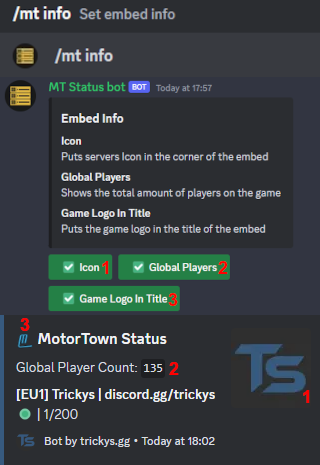 /mt info Set embed info
/mt info
MT Status bot BOT Today at 17:57
Embed Info
Icon
Puts servers Icon in the corner of the embed
Global Players
Shows the total amount of players on the game
Game Logo In Title
Puts the game logo in the title of the embed
Icon 1 Global Players 2
Game Logo In Title 3
3
MotorTown Status
Global Player Count: 135 2
TS 1
[EU1] Trickys | discord.gg/trickys
| 1/200
TS Bot by trickys.gg • Today at 18:02